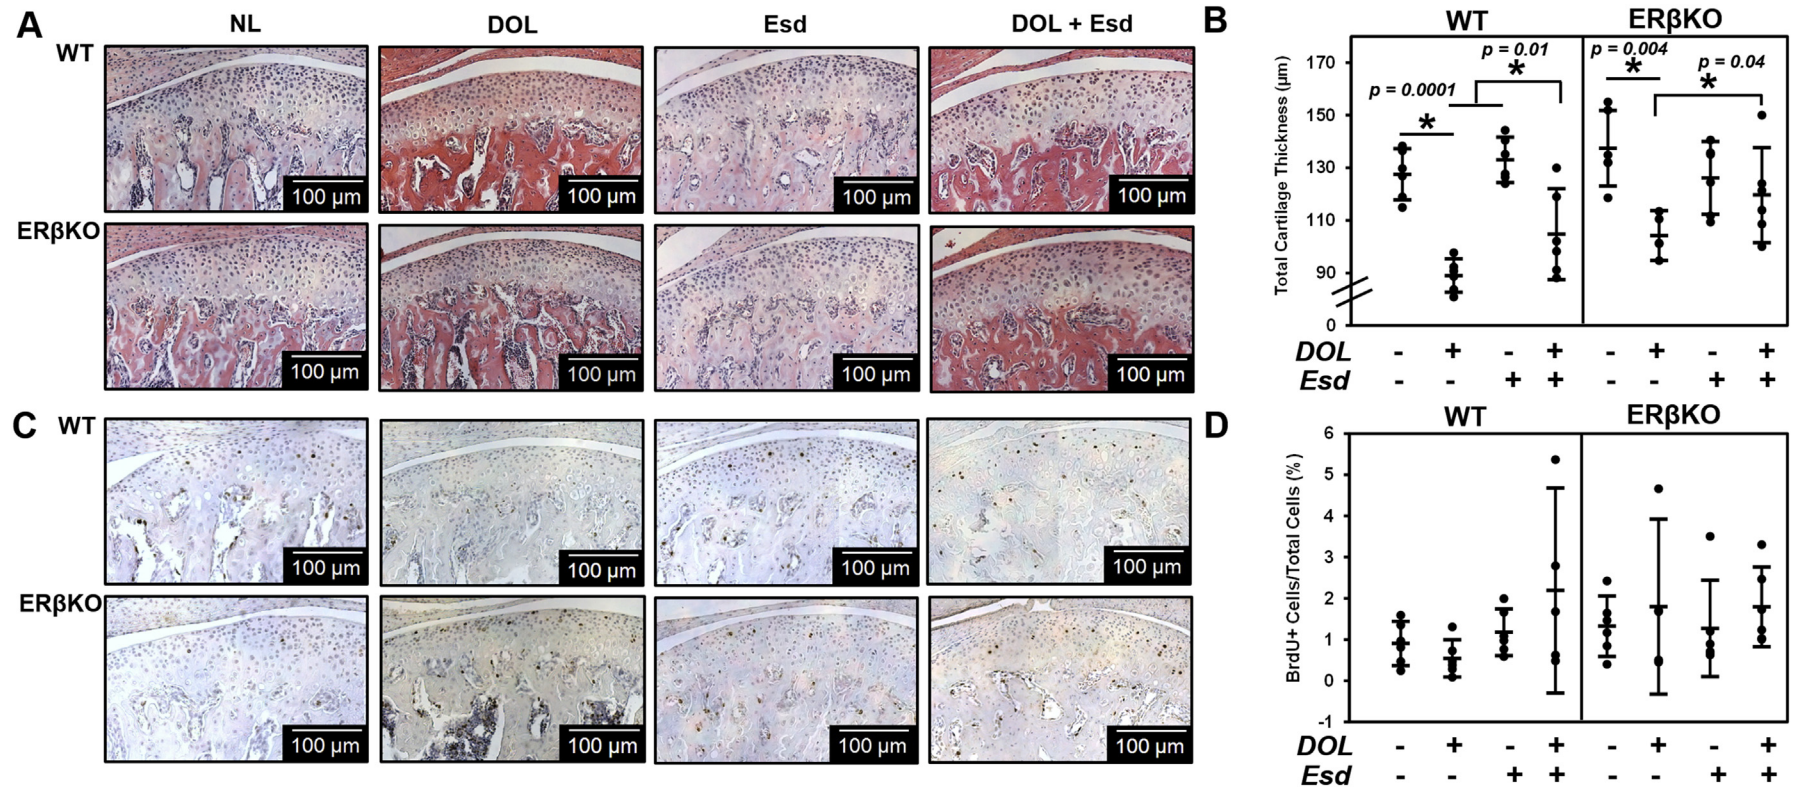 A
NL DOL Esd DOL + Esd
WT
100 µm 100 µm 100 µm 100 µm
ERβKO
100 µm 100 µm 100 µm 100 µm
B
WT ERβKO
Total Cartilage Thickness (µm)
170
150
130
110
90
0
p = 0.0001
*
p = 0.01
*
p = 0.004
*
p = 0.04
*
DOL - + - + - + - +
Esd - - + + - - + +
C
WT
100 µm 100 µm 100 µm 100 µm
ERβKO
100 µm 100 µm 100 µm 100 µm
D
WT ERβKO
BrdU+ Cells/Total Cells (%)
6
5
4
3
2
1
0
-1
DOL - + - + - + - +
Esd - - + + - - + +